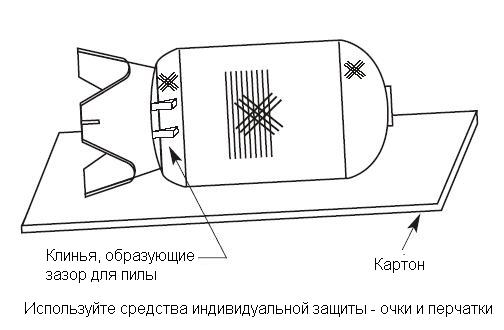 Клинья, образующие
зазор для пилы
Картон
Используйте средства индивидуальной защиты - очки и перчатки